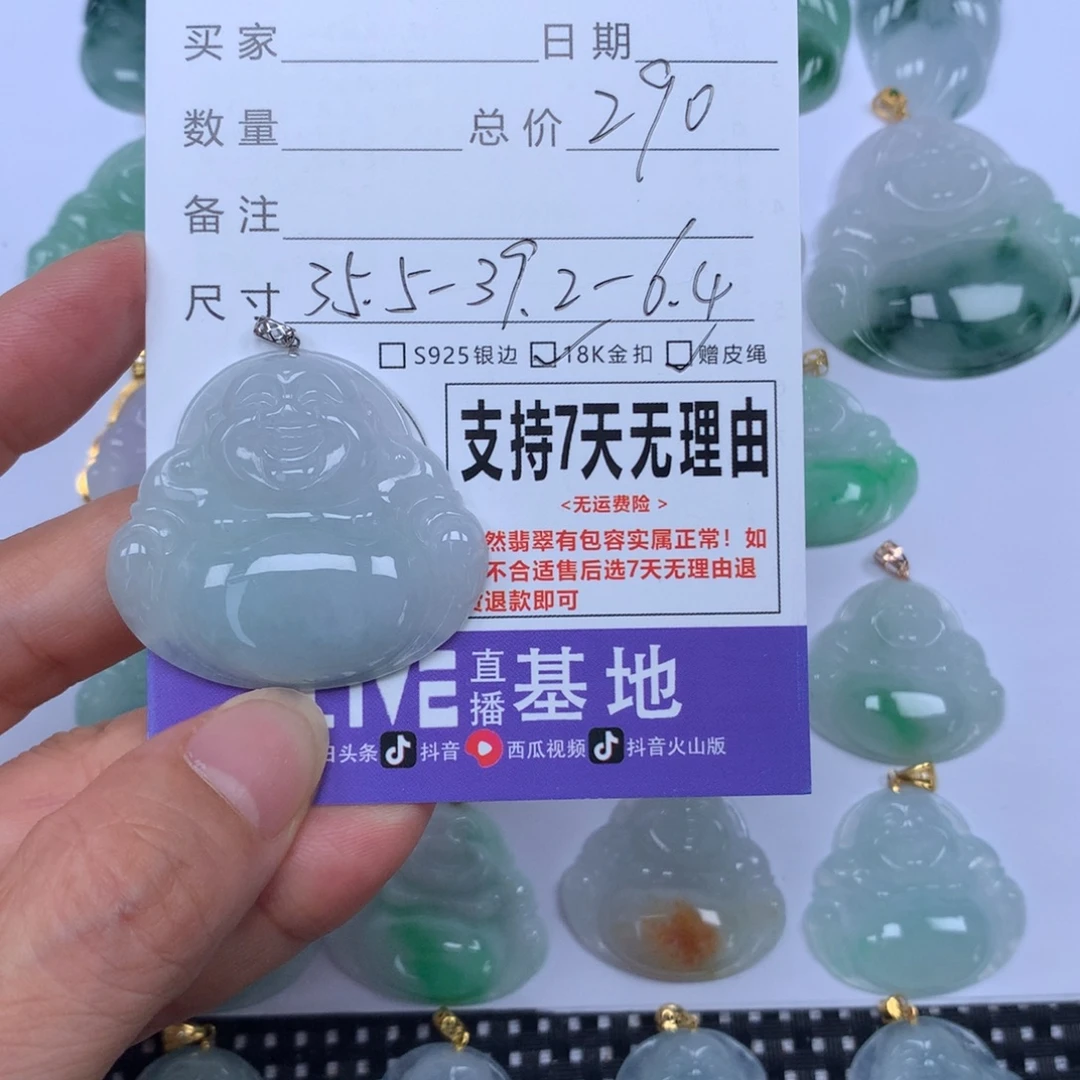 买家 日期
数量 总价 290
备注
尺寸 35.5-39.2-6.4
S925银边 18K金扣 赠皮绳
支持7天无理由
<无运费险>
然翡翠有包容实属正常！如
不合适售后选7天无理由退
退款即可
LIVE 直播 基地
头条 抖音 西瓜视频 抖音火山版